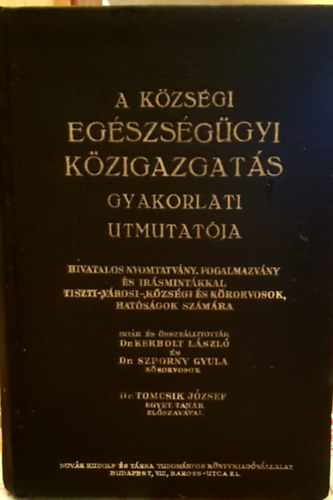 A KÖZSÉGI
EGÉSZSÉGÜGYI
KÖZIGAZGATÁS
GYAKORLATI
UTMUTATÓJA
HIVATALOS NYOMTATVÁNY, FOGALMAZVÁNY
ÉS IRÁSMINTÁKKAL
TISZTI-, VÁROSI-, KÖZSÉGI ÉS KÖRORVOSOK,
HATÓSÁGOK SZÁMÁRA
IRTÁK ÉS ÖSSZEÁLLITOTTÁK
Dr. KERBOLT LÁSZLÓ
ÉS
Dr. SZPORNY GYULA
KÖRORVOSOK
Dr. TOMCSIK JÓZSEF
EGYET. TANÁR
ELŐSZAVÁVAL
NOVÁK RUDOLF ÉS TÁRSA TUDOMÁNYOS KÖNYVKIADÓVÁLLALAT
BUDAPEST, VIII, BAROSS-UTCA 21.